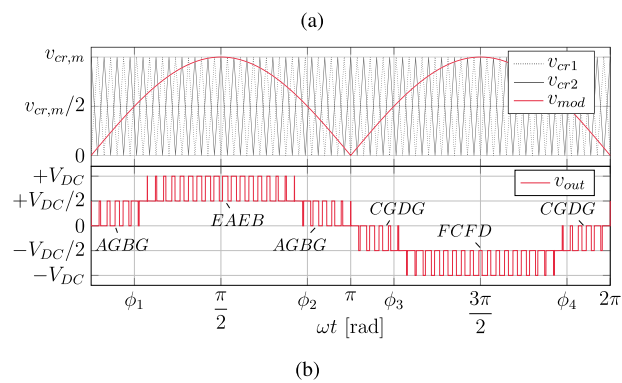 (a)
v_{cr,m}
v_{cr,m}/2
0
v_{cr1}
v_{cr2}
v_{mod}
+V_{DC}
+V_{DC}/2
0
−V_{DC}/2
−V_{DC}
v_{out}
AGBG
EAEB
AGBG
CGDG
FCFD
CGDG
ϕ_1
π/2
ϕ_2
π
ϕ_3
3π/2
ϕ_4
2π
ωt [rad]
(b)